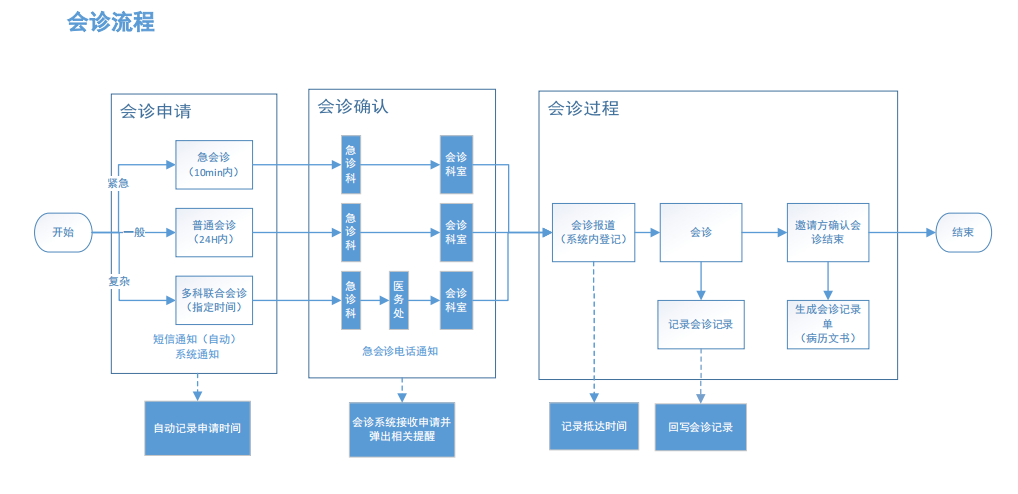 会诊流程
会诊申请
会诊确认
会诊过程
开始
紧急
一般
复杂
急会诊
（10min内）
普通会诊
（24H内）
多科联合会诊
（指定时间）
短信通知（自动）
系统通知
自动记录申请时间
急
诊
科
会诊
科室
急
诊
科
会诊
科室
急
诊
科
医
务
处
会诊
科室
急会诊电话通知
会诊系统接收申请并
弹出相关提醒
会诊报道
（系统内登记）
会诊
邀请方确认会
诊结束
记录会诊记录
生成会诊记录
单
（病历文书）
记录抵达时间
回写会诊记录
结束